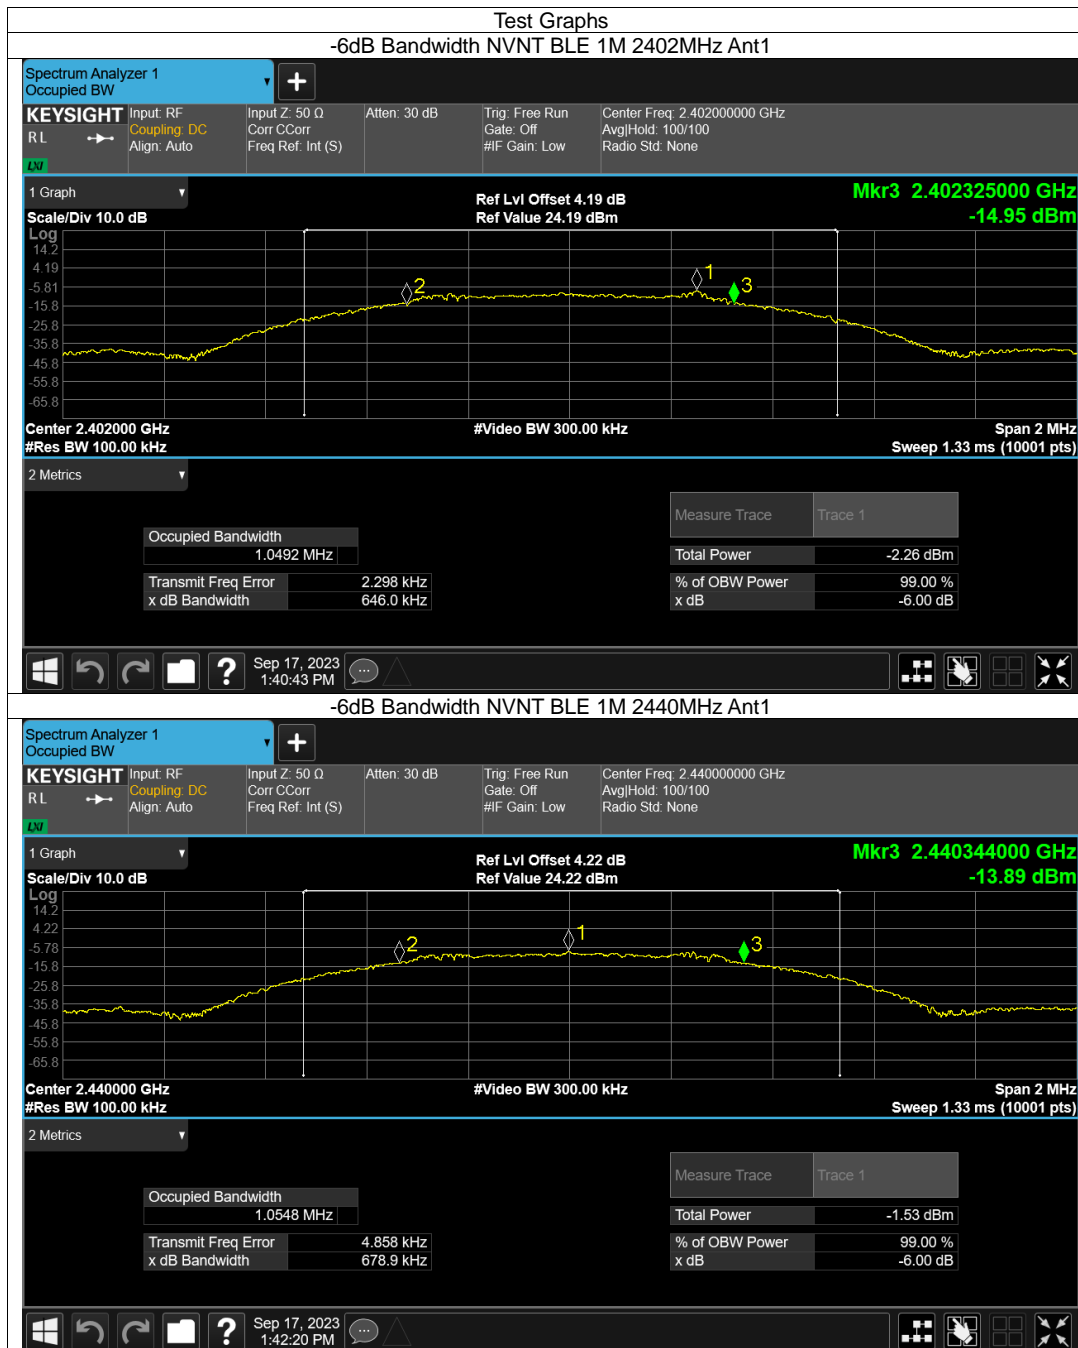 Test Graphs
-6dB Bandwidth NVNT BLE 1M 2402MHz Ant1
Spectrum Analyzer 1
Occupied BW
KEYSIGHT Input: RF Input Z: 50 Ω Atten: 30 dB Trig: Free Run Center Freq: 2.402000000 GHz
R L Coupling: DC Corr CCorr Gate: Off Avg|Hold: 100/100
Align: Auto Freq Ref: Int (S) #IF Gain: Low Radio Std: None
LXI
1 Graph Ref Lvl Offset 4.19 dB Mkr3 2.402325000 GHz
Scale/Div 10.0 dB Ref Value 24.19 dBm -14.95 dBm
Log
14.2
4.19
-5.81
-15.8
-25.8
-35.8
-45.8
-55.8
-65.8
2
1
3
Center 2.402000 GHz #Video BW 300.00 kHz Span 2 MHz
#Res BW 100.00 kHz Sweep 1.33 ms (10001 pts)
2 Metrics
Measure Trace Trace 1
Occupied Bandwidth
1.0492 MHz Total Power -2.26 dBm
Transmit Freq Error 2.298 kHz % of OBW Power 99.00 %
x dB Bandwidth 646.0 kHz x dB -6.00 dB
? Sep 17, 2023
1:40:43 PM
-6dB Bandwidth NVNT BLE 1M 2440MHz Ant1
Spectrum Analyzer 1
Occupied BW
KEYSIGHT Input: RF Input Z: 50 Ω Atten: 30 dB Trig: Free Run Center Freq: 2.440000000 GHz
R L Coupling: DC Corr CCorr Gate: Off Avg|Hold: 100/100
Align: Auto Freq Ref: Int (S) #IF Gain: Low Radio Std: None
LXI
1 Graph Ref Lvl Offset 4.22 dB Mkr3 2.440344000 GHz
Scale/Div 10.0 dB Ref Value 24.22 dBm -13.89 dBm
Log
14.2
4.22
-5.78
-15.8
-25.8
-35.8
-45.8
-55.8
-65.8
2
1
3
Center 2.440000 GHz #Video BW 300.00 kHz Span 2 MHz
#Res BW 100.00 kHz Sweep 1.33 ms (10001 pts)
2 Metrics
Measure Trace Trace 1
Occupied Bandwidth
1.0548 MHz Total Power -1.53 dBm
Transmit Freq Error 4.858 kHz % of OBW Power 99.00 %
x dB Bandwidth 678.9 kHz x dB -6.00 dB
? Sep 17, 2023
1:42:20 PM